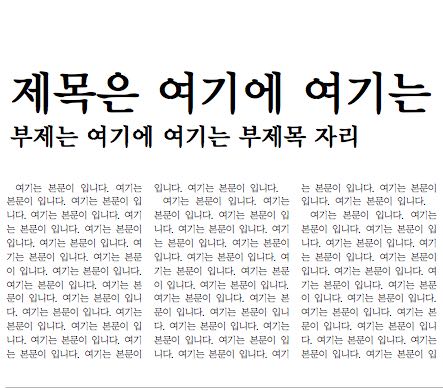 제목은 여기에 여기는
부제는 여기에 여기는 부제목 자리
여기는 본문이 입니다. 여기는
본문이 입니다. 여기는 본문이 입
니다. 여기는 본문이 입니다. 여기
는 본문이 입니다. 여기는 본문이
입니다. 여기는 본문이 입니다. 여
기는 본문이 입니다. 여기는 본문
이 입니다. 여기는 본문이 입니다.
여기는 본문이 입니다. 여기는 본
문이 입니다. 여기는 본문이 입니
다. 여기는 본문이 입니다. 여기는
본문이 입니다. 여기는 본문이 입
니다. 여기는 본문이 입니다. 여기
는 본문이 입니다. 여기는 본문이
입니다. 여기는 본문이 입니다.
여기는 본문이 입니다. 여기는
본문이 입니다. 여기는 본문이 입
니다. 여기는 본문이 입니다. 여기
는 본문이 입니다. 여기는 본문이
입니다. 여기는 본문이 입니다. 여
기는 본문이 입니다. 여기는 본문
이 입니다. 여기는 본문이 입니다.
여기는 본문이 입니다. 여기는 본
문이 입니다. 여기는 본문이 입니
다. 여기는 본문이 입니다. 여기는
본문이 입니다. 여기는 본문이 입
니다. 여기는 본문이 입니다. 여기
는 본문이 입니다. 여기는 본문이
입니다. 여기는 본문이 입니다.
여기는 본문이 입니다. 여기는
본문이 입니다. 여기는 본문이 입
니다. 여기는 본문이 입니다. 여기
는 본문이 입니다. 여기는 본문이
입니다. 여기는 본문이 입니다. 여
기는 본문이 입니다. 여기는 본문
이 입니다. 여기는 본문이 입니다.
여기는 본문이 입니다. 여기는 본
문이 입니다. 여기는 본문이 입니
다. 여기는 본문이 입니다. 여기는
본문이 입니다. 여기는 본문이 입